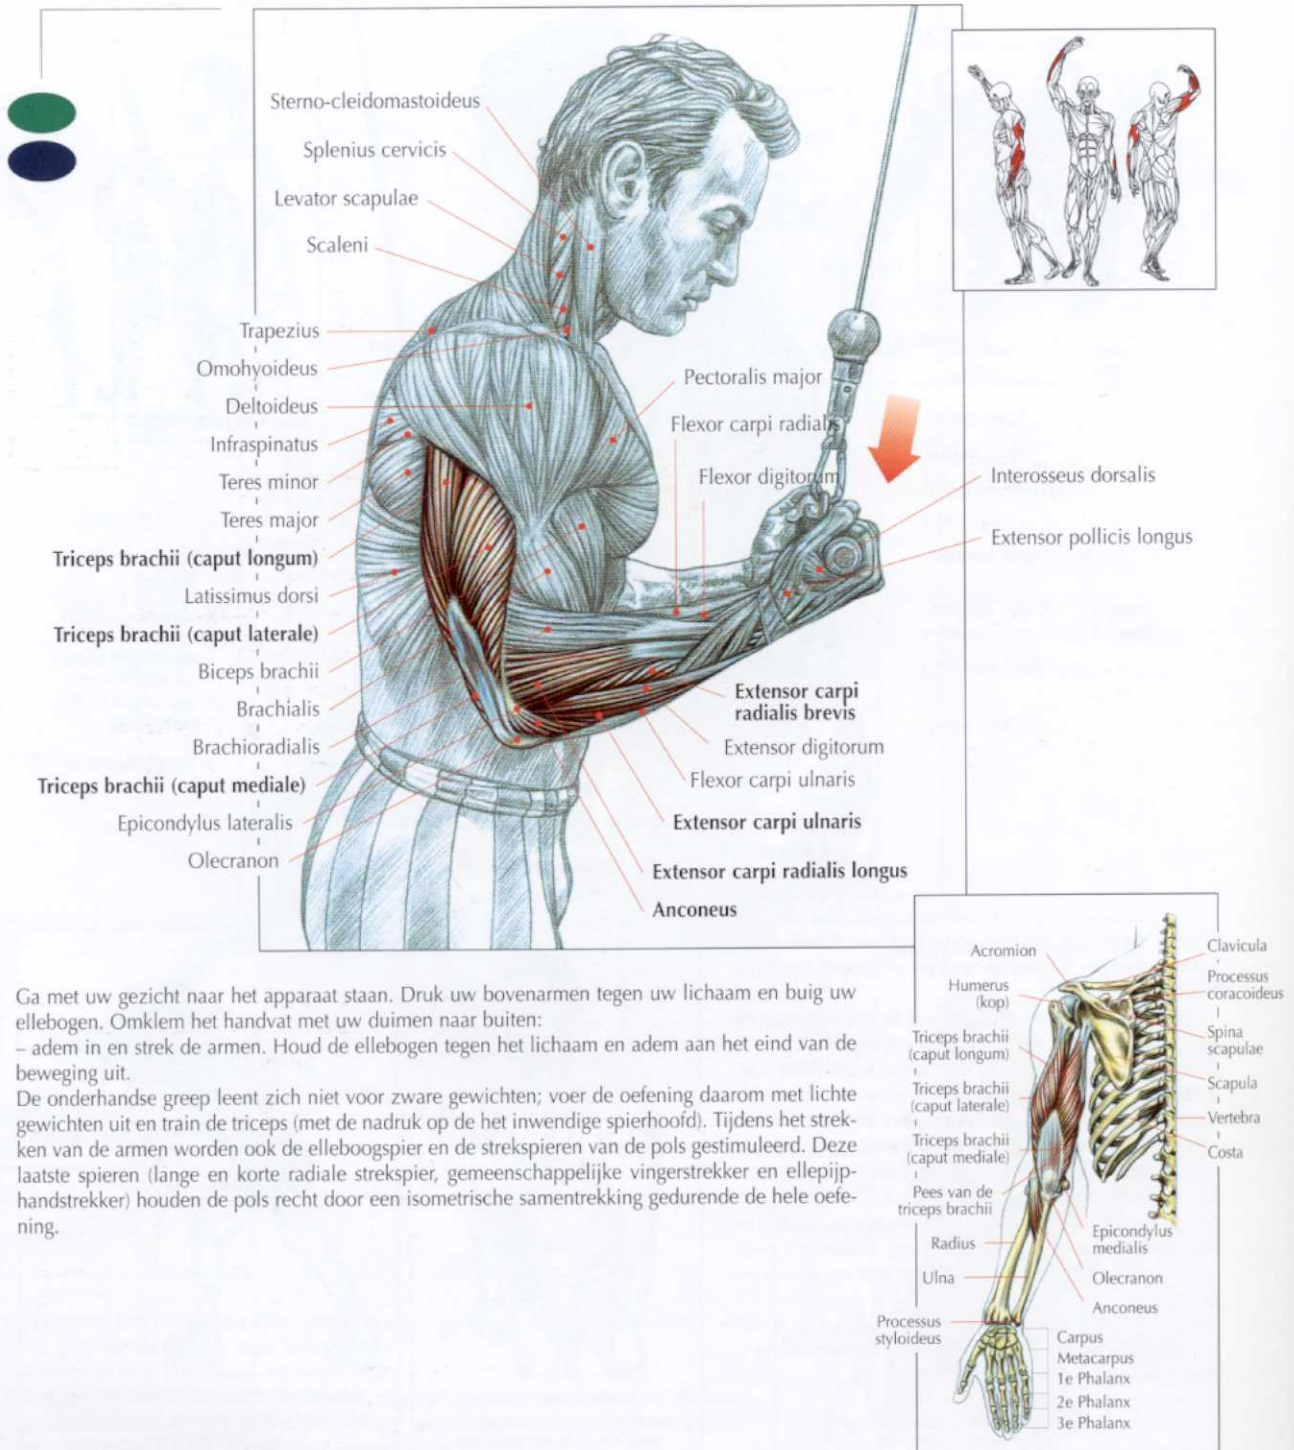 Sterno-cleidomastoideus
Splenius cervicis
Levator scapulae
Scaleni
Trapezius
Omohyoideus
Deltoideus
Infraspinatus
Teres minor
Teres major
Triceps brachii (caput longum)
Latissimus dorsi
Triceps brachii (caput laterale)
Biceps brachii
Brachialis
Brachioradialis
Triceps brachii (caput mediale)
Epicondylus lateralis
Olecranon
Pectoralis major
Flexor carpi radialis
Flexor digitorum
Interosseus dorsalis
Extensor pollicis longus
Extensor carpi
radialis brevis
Extensor digitorum
Flexor carpi ulnaris
Extensor carpi ulnaris
Extensor carpi radialis longus
Anconeus
Ga met uw gezicht naar het apparaat staan. Druk uw bovenarmen tegen uw lichaam en buig uw
ellebogen. Omklem het handvat met uw duimen naar buiten:
– adem in en strek de armen. Houd de ellebogen tegen het lichaam en adem aan het eind van de
beweging uit.
De onderhandse greep leent zich niet voor zware gewichten; voer de oefening daarom met lichte
gewichten uit en train de triceps (met de nadruk op de het inwendige spierhoofd). Tijdens het strek-
ken van de armen worden ook de elleboogspier en de strekspieren van de pols gestimuleerd. Deze
laatste spieren (lange en korte radiale strekspier, gemeenschappelijke vingerstrekker en ellepijp-
handstrekker) houden de pols recht door een isometrische samentrekking gedurende de hele oefe-
ning.
Acromion
Humerus
(kop)
Triceps brachii
(caput longum)
Triceps brachii
(caput laterale)
Triceps brachii
(caput mediale)
Pees van de
triceps brachii
Radius
Ulna
Processus
styloideus
Clavicula
Processus
coracoideus
Spina
scapulae
Scapula
Vertebra
Costa
Epicondylus
medialis
Olecranon
Anconeus
Carpus
Metacarpus
1e Phalanx
2e Phalanx
3e Phalanx